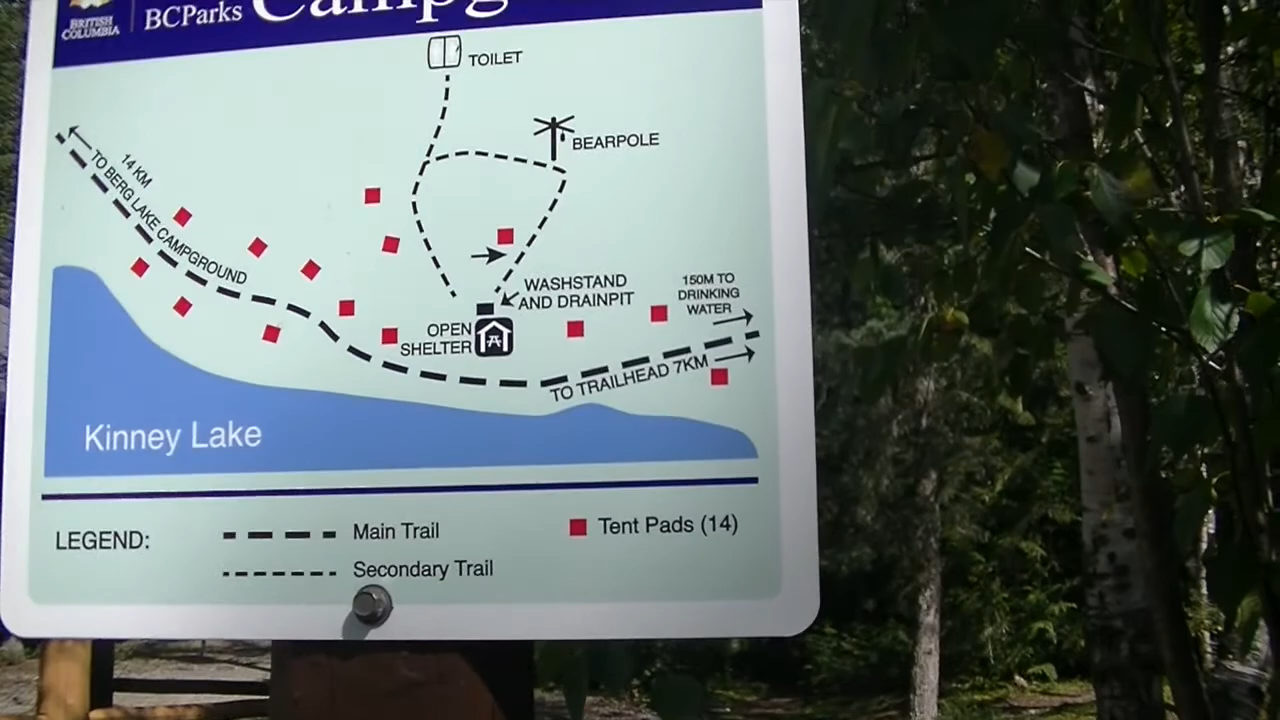 BRITISH
COLUMBIA
BCParks
TOILET
BEARPOLE
14 KM
TO BERG LAKE CAMPGROUND
WASHSTAND
AND DRAINPIT
150M TO
DRINKING
WATER
OPEN
SHELTER
TO TRAILHEAD 7KM
Kinney Lake
LEGEND:
Main Trail
Tent Pads (14)
Secondary Trail